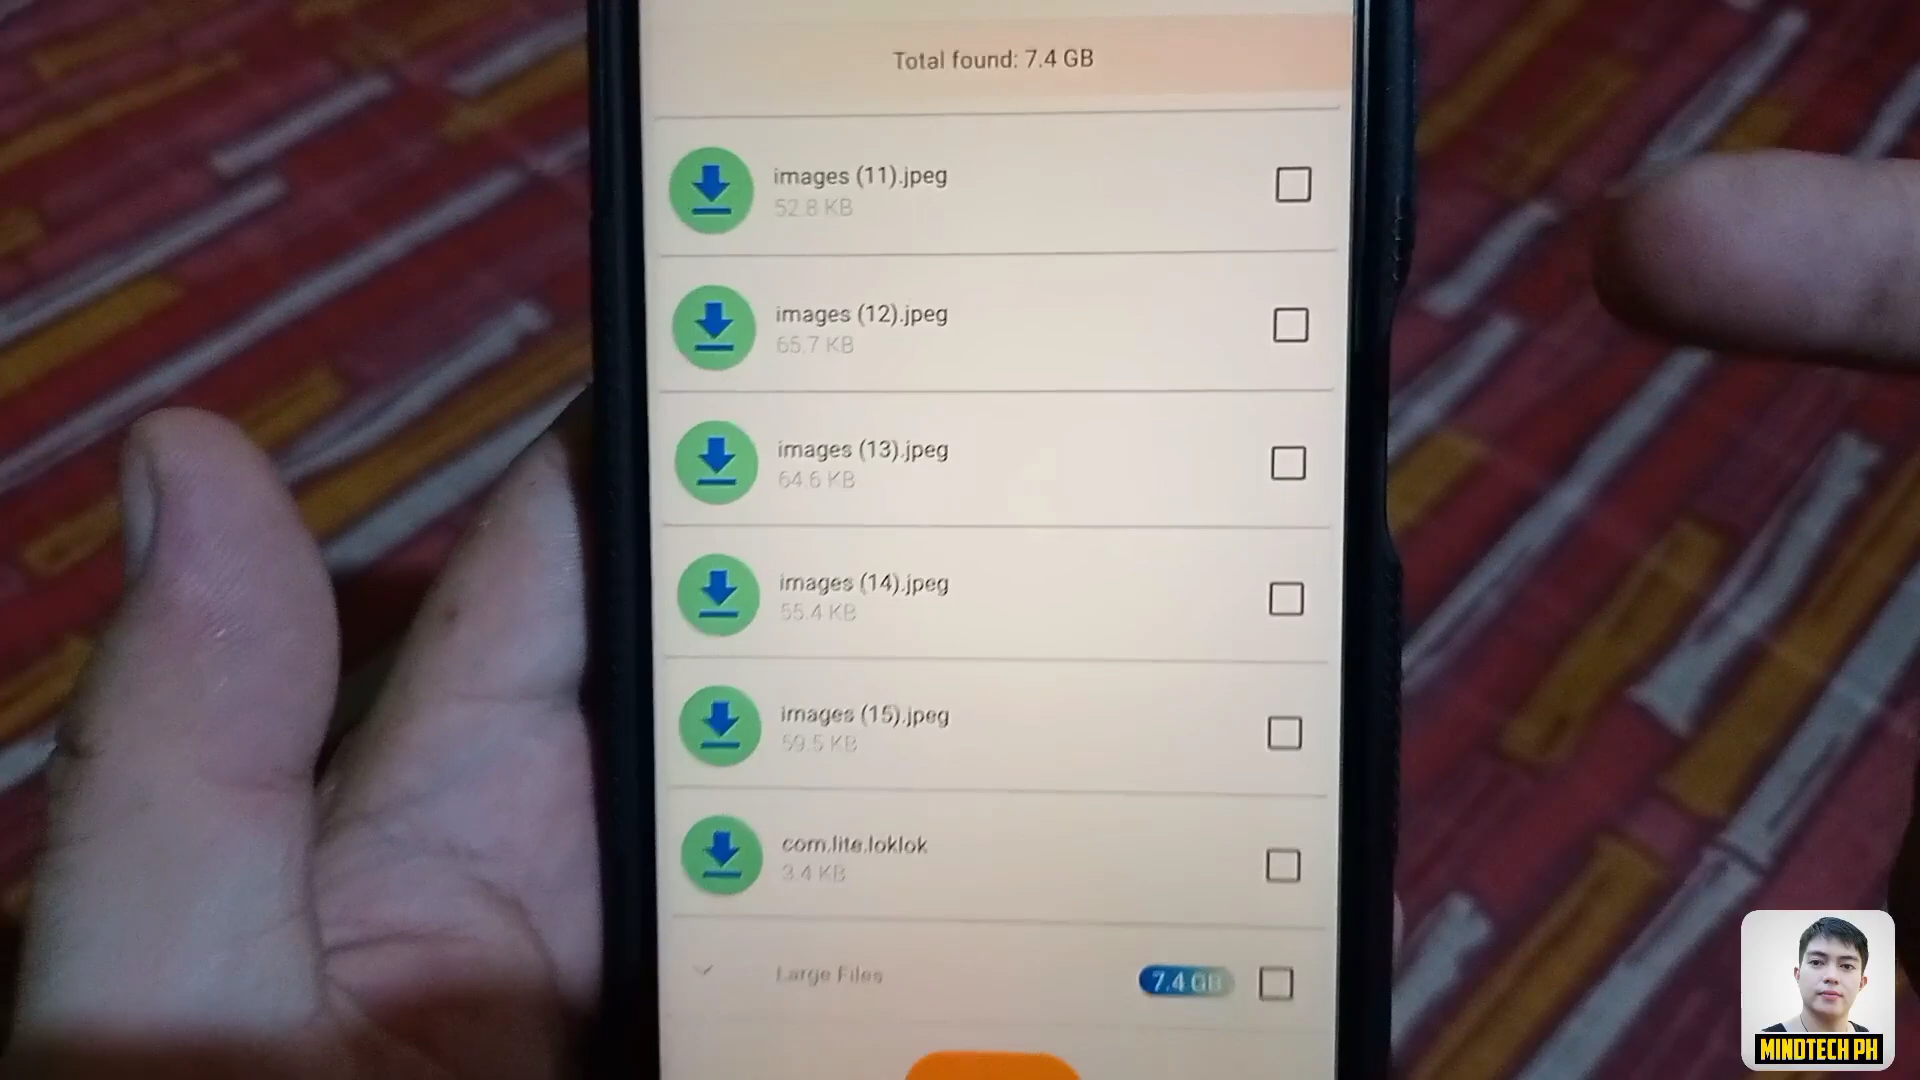 Total found: 7.4 GB
images (11).jpeg
52.8 KB
images (12).jpeg
65.7 KB
images (13).jpeg
64.6 KB
images (14).jpeg
55.4 KB
images (15).jpeg
59.5 KB
com.lite.loklok
3.4 KB
Large Files
7.4 GB
MINDTECH PH